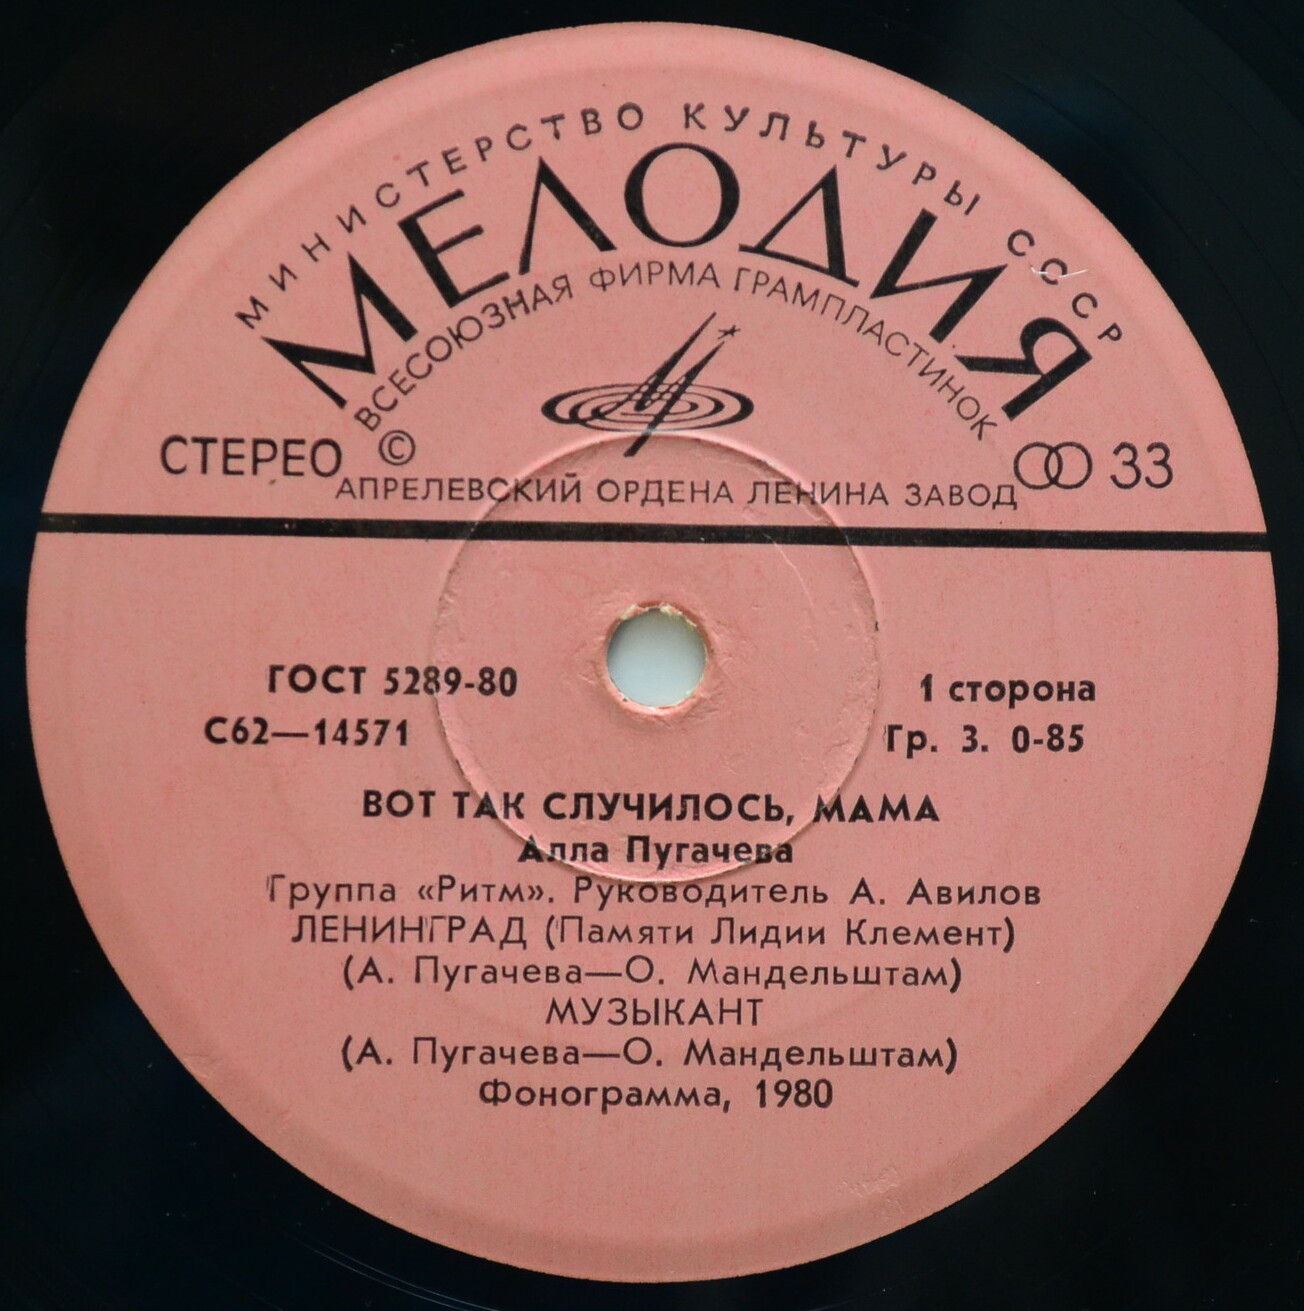 МИНИСТЕРСТВО КУЛЬТУРЫ СССР
МЕЛОДИЯ
ВСЕСОЮЗНАЯ ФИРМА ГРАМПЛАСТИНОК
СТЕРЕО © 33
АПРЕЛЕВСКИЙ ОРДЕНА ЛЕНИНА ЗАВОД
ГОСТ 5289-80 1 сторона
С62—14571 Гр. 3. 0-85
ВОТ ТАК СЛУЧИЛОСЬ, МАМА
Алла Пугачева
Группа «Ритм». Руководитель А. Авилов
ЛЕНИНГРАД (Памяти Лидии Клемент)
(А. Пугачева—О. Мандельштам)
МУЗЫКАНТ
(А. Пугачева—О. Мандельштам)
Фонограмма, 1980